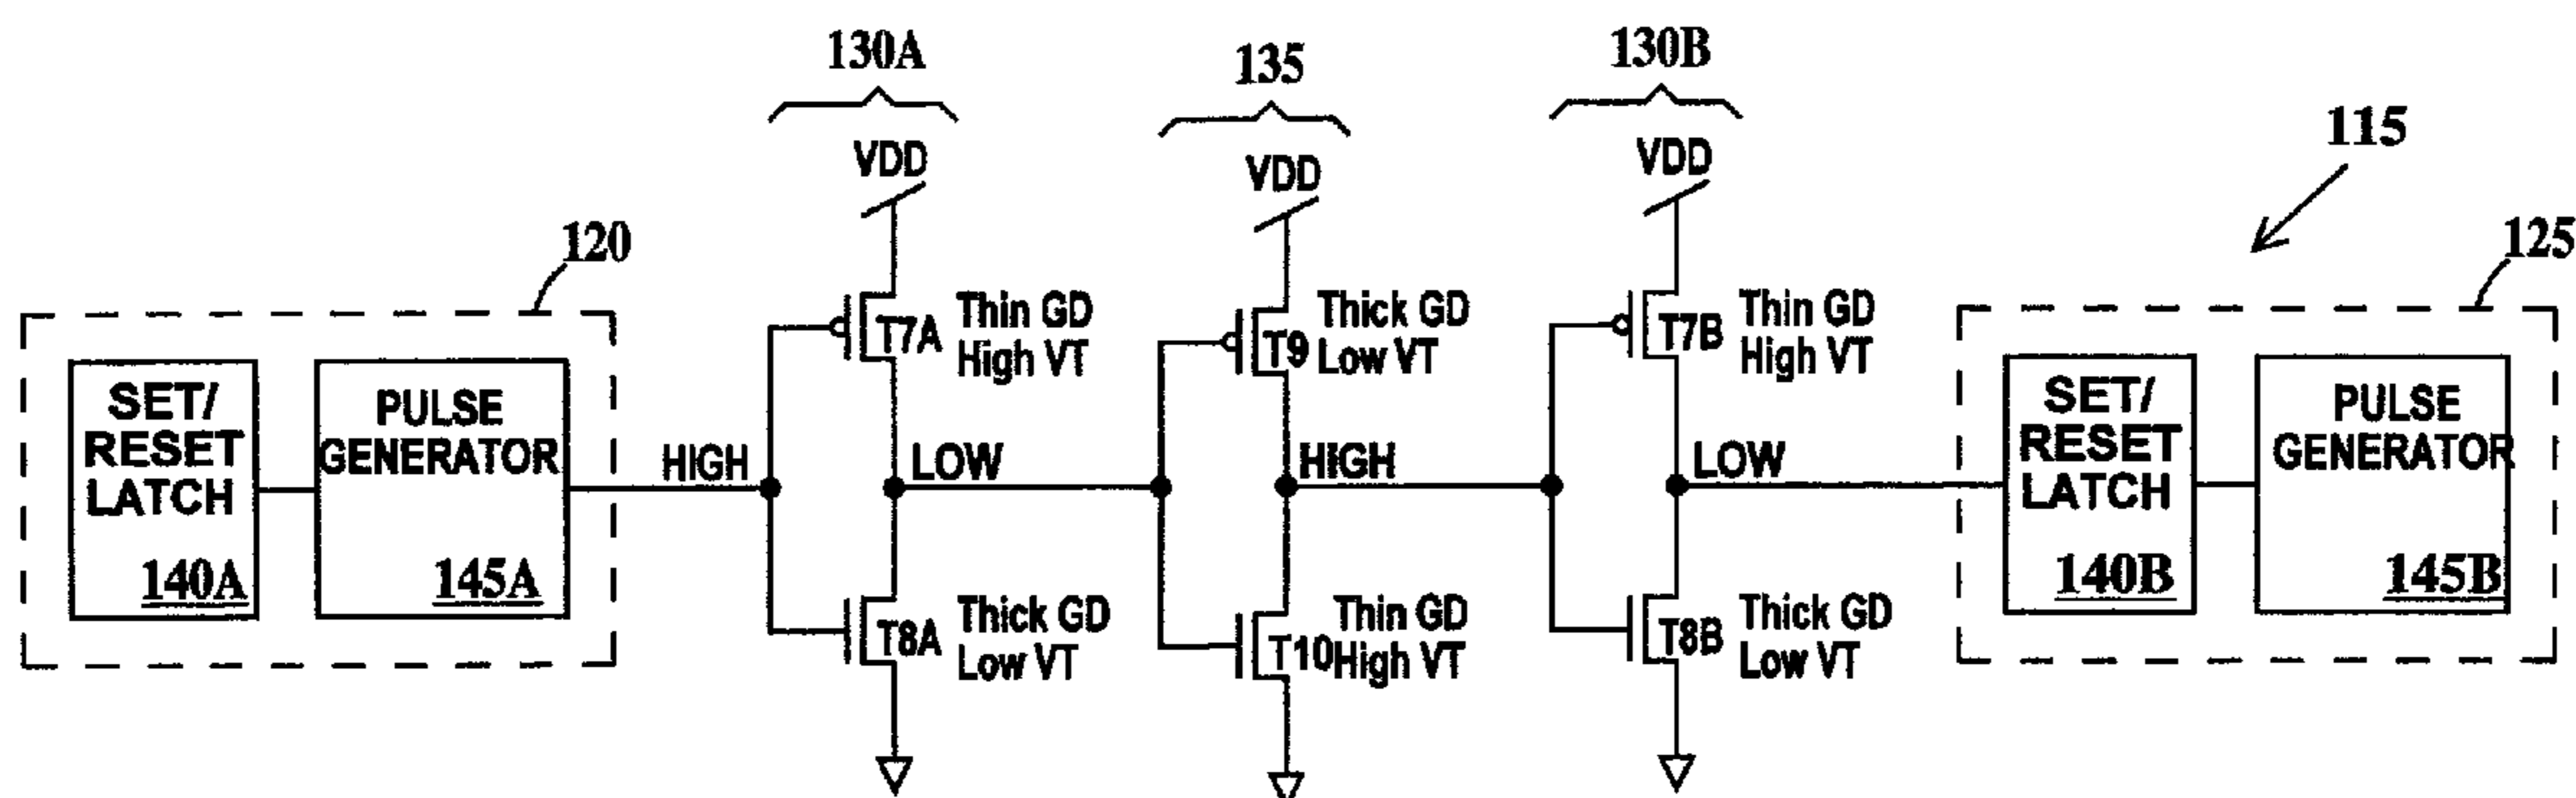 130A
135
130B
115
VDD
VDD
VDD
120
125
T7A
Thin GD
High VT
T9
Thick GD
Low VT
T7B
Thin GD
High VT
SET/
RESET
LATCH
140A
PULSE
GENERATOR
145A
HIGH
LOW
HIGH
LOW
SET/
RESET
LATCH
140B
PULSE
GENERATOR
145B
T8A
Thick GD
Low VT
T10
Thin GD
High VT
T8B
Thick GD
Low VT